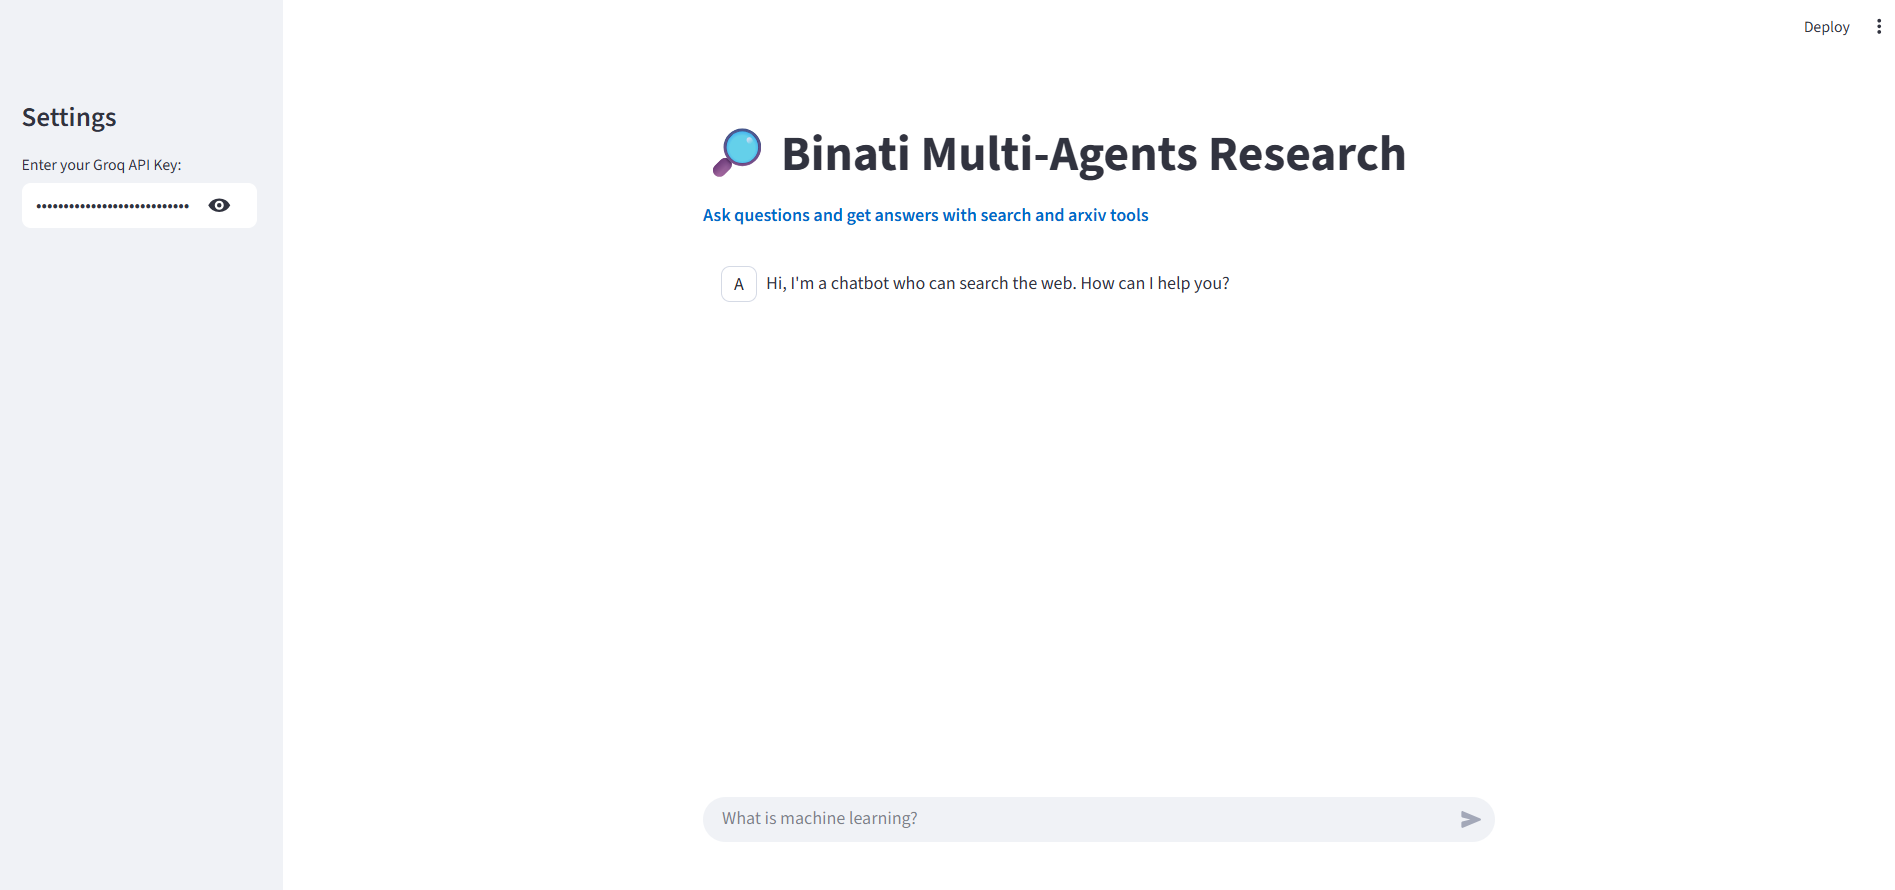 Deploy
Settings
Enter your Groq API Key:
Binati Multi-Agents Research
Ask questions and get answers with search and arxiv tools
A
Hi, I'm a chatbot who can search the web. How can I help you?
What is machine learning?